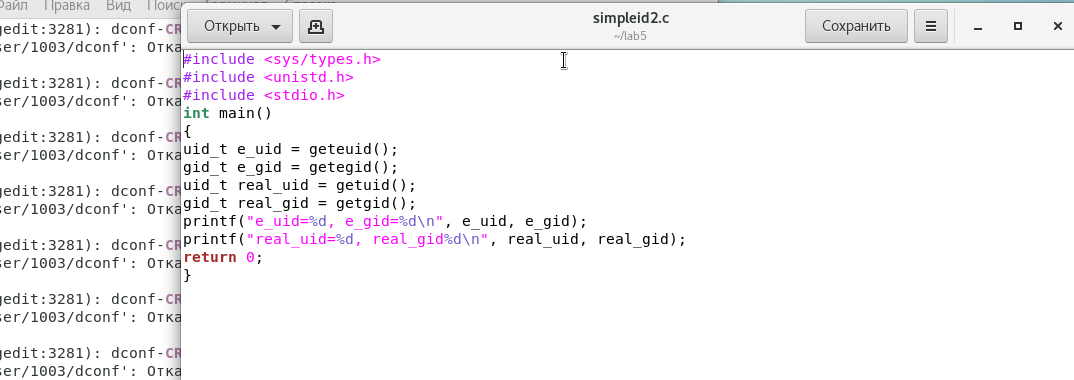 Файл Правка Вид Поиск Терминал Справка
gedit:3281): dconf-CR
ser/1003/dconf': Отка
gedit:3281): dconf-CR
ser/1003/dconf': Отка
gedit:3281): dconf-CR
ser/1003/dconf': Отка
gedit:3281): dconf-CR
ser/1003/dconf': Отка
gedit:3281): dconf-CR
ser/1003/dconf': Отка
gedit:3281): dconf-CR
ser/1003/dconf': Отка
gedit:3281): dconf-CR
ser/1003/dconf': Отка
Открыть
simpleid2.c
~/lab5
Сохранить
#include <sys/types.h>
#include <unistd.h>
#include <stdio.h>
int main()
{
uid_t e_uid = geteuid();
gid_t e_gid = getegid();
uid_t real_uid = getuid();
gid_t real_gid = getgid();
printf("e_uid=%d, e_gid=%d\n", e_uid, e_gid);
printf("real_uid=%d, real_gid%d\n", real_uid, real_gid);
return 0;
}